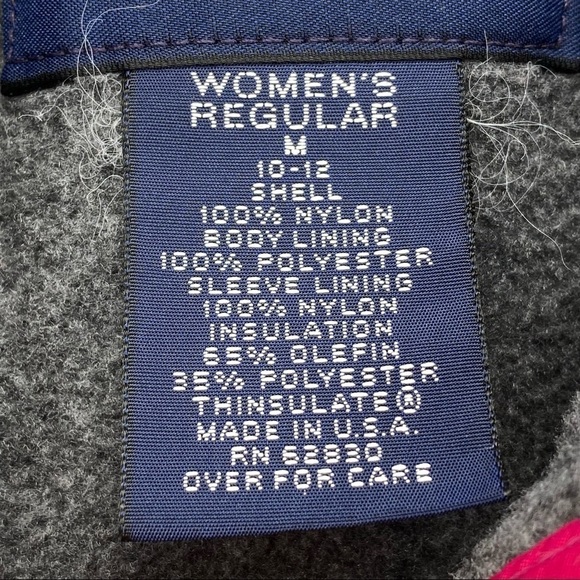 WOMEN'S
REGULAR
M
10-12
SHELL
100% NYLON
BODY LINING
100% POLYESTER
SLEEVE LINING
100% NYLON
INSULATION
65% OLEFIN
35% POLYESTER
THINSULATE®
MADE IN U.S.A.
RN 62830
OVER FOR CARE